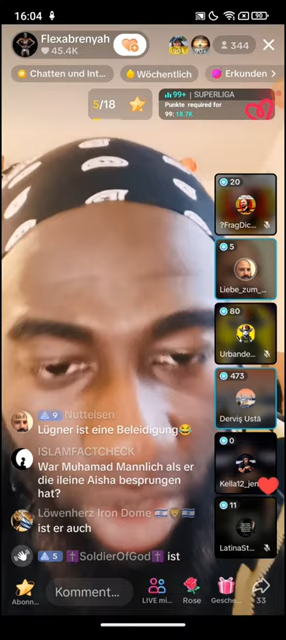 16:04
90
Flexabrenyah
45.4K
344
Chatten und Int...
Wöchentlich
Erkunden
5/18
99+ | SUPERLIGA
Punkte required for
99: 18.7K
20
?FragDic...
5
Liebe_zum_...
80
Urbande...
473
Derviş Usta
0
Kella12_jen
11
LatinaSt...
9 Nuttelsen
Lügner ist eine Beleidigung😂
ISLAMFACTCHECK
War Muhamad Mannlich als er
die ileine Aisha besprungen
hat?
Löwenherz Iron Dome 🇮🇱🦁🇮🇱
ist er auch
5 ✝️SoldierOfGod✝️ ist
Abonn...
Komment...
LIVE mi...
Rose
Gesche...
33